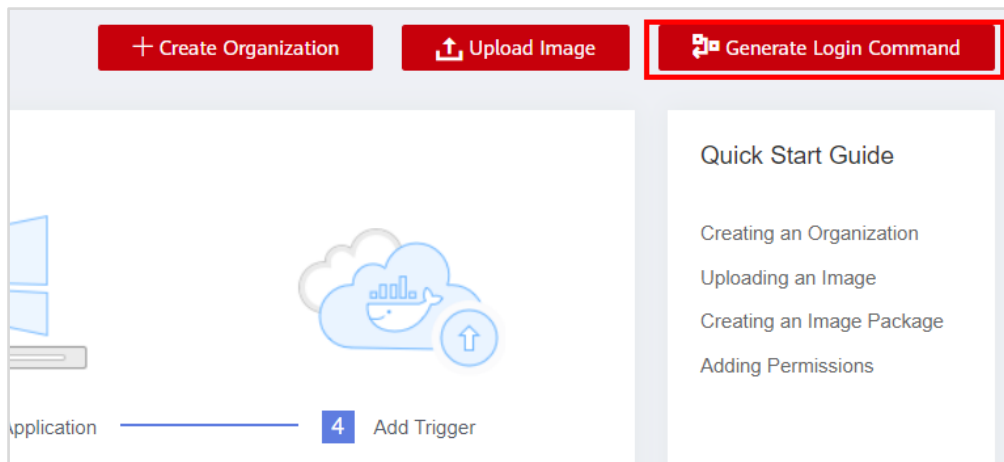 Create Organization
Upload Image
Generate Login Command
Quick Start Guide
Creating an Organization
Uploading an Image
Creating an Image Package
Adding Permissions
pplication
4
Add Trigger